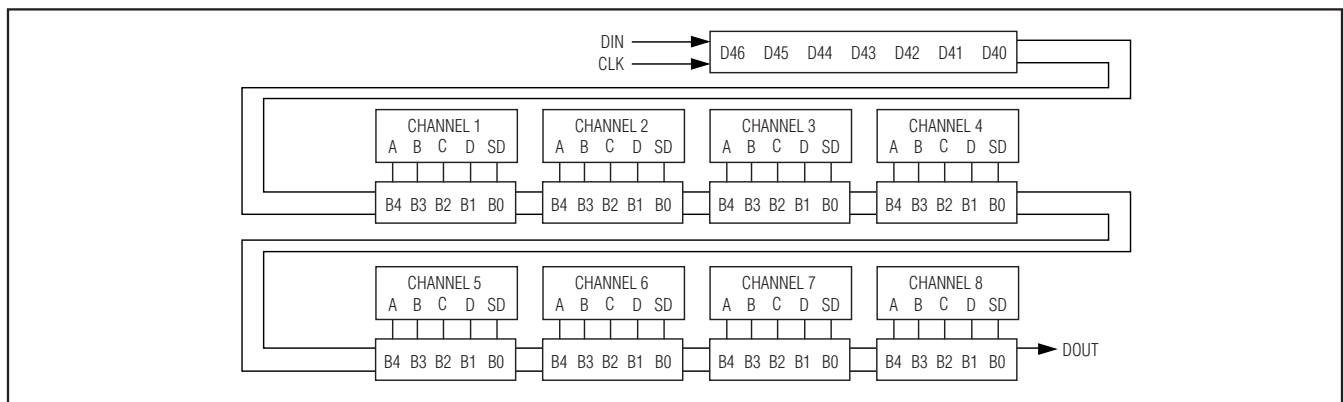 DIN
CLK
D46 D45 D44 D43 D42 D41 D40
CHANNEL 1 CHANNEL 2 CHANNEL 3 CHANNEL 4
A B C D SD A B C D SD A B C D SD A B C D SD
B4 B3 B2 B1 B0 B4 B3 B2 B1 B0 B4 B3 B2 B1 B0 B4 B3 B2 B1 B0
CHANNEL 5 CHANNEL 6 CHANNEL 7 CHANNEL 8
A B C D SD A B C D SD A B C D SD A B C D SD
B4 B3 B2 B1 B0 B4 B3 B2 B1 B0 B4 B3 B2 B1 B0 B4 B3 B2 B1 B0
DOUT